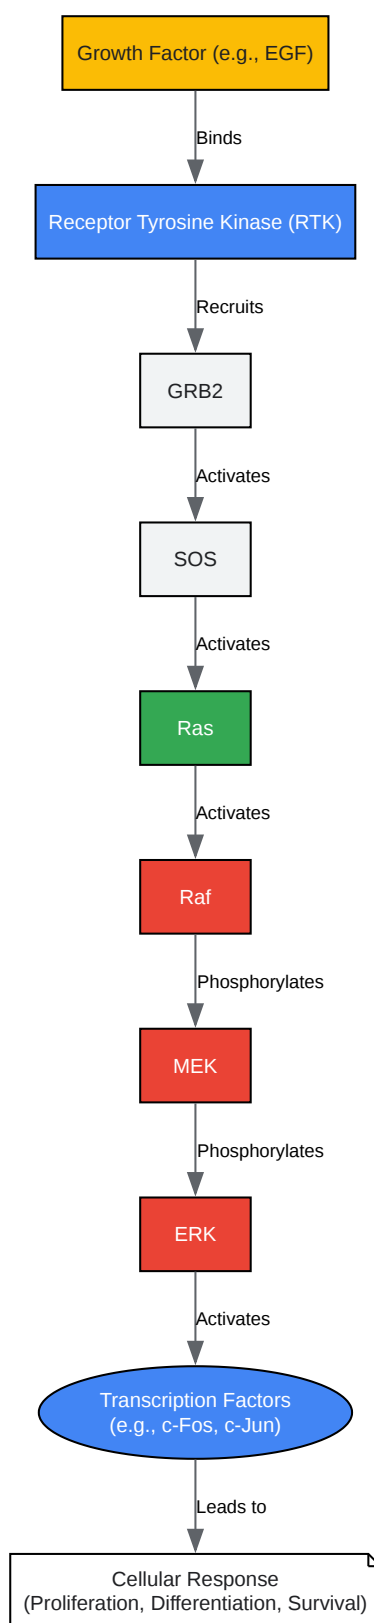 Growth Factor (e.g., EGF)
Binds
Receptor Tyrosine Kinase (RTK)
Recruits
GRB2
Activates
SOS
Activates
Ras
Activates
Raf
Phosphorylates
MEK
Phosphorylates
ERK
Activates
Transcription Factors
(e.g., c-Fos, c-Jun)
Leads to
Cellular Response
(Proliferation, Differentiation, Survival)